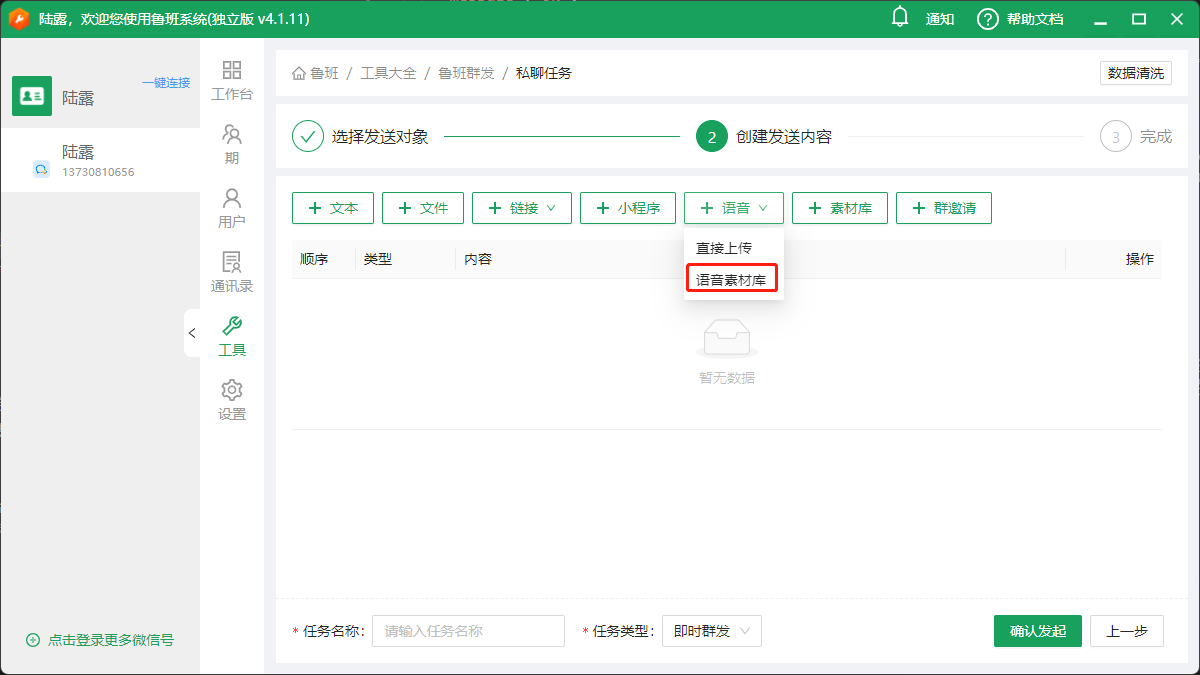 陆露，欢迎您使用鲁班系统(独立版 v4.1.11)
通知
帮助文档
陆露
一键连接
陆露
13730810656
点击登录更多微信号
工作台
期
用户
通讯录
工具
设置
鲁班 / 工具大全 / 鲁班群发 / 私聊任务
数据清洗
选择发送对象
2 创建发送内容
3 完成
文本
文件
链接
小程序
语音
素材库
群邀请
直接上传
语音素材库
顺序 类型 内容 操作
暂无数据
* 任务名称: 请输入任务名称
* 任务类型: 即时群发
确认发起
上一步